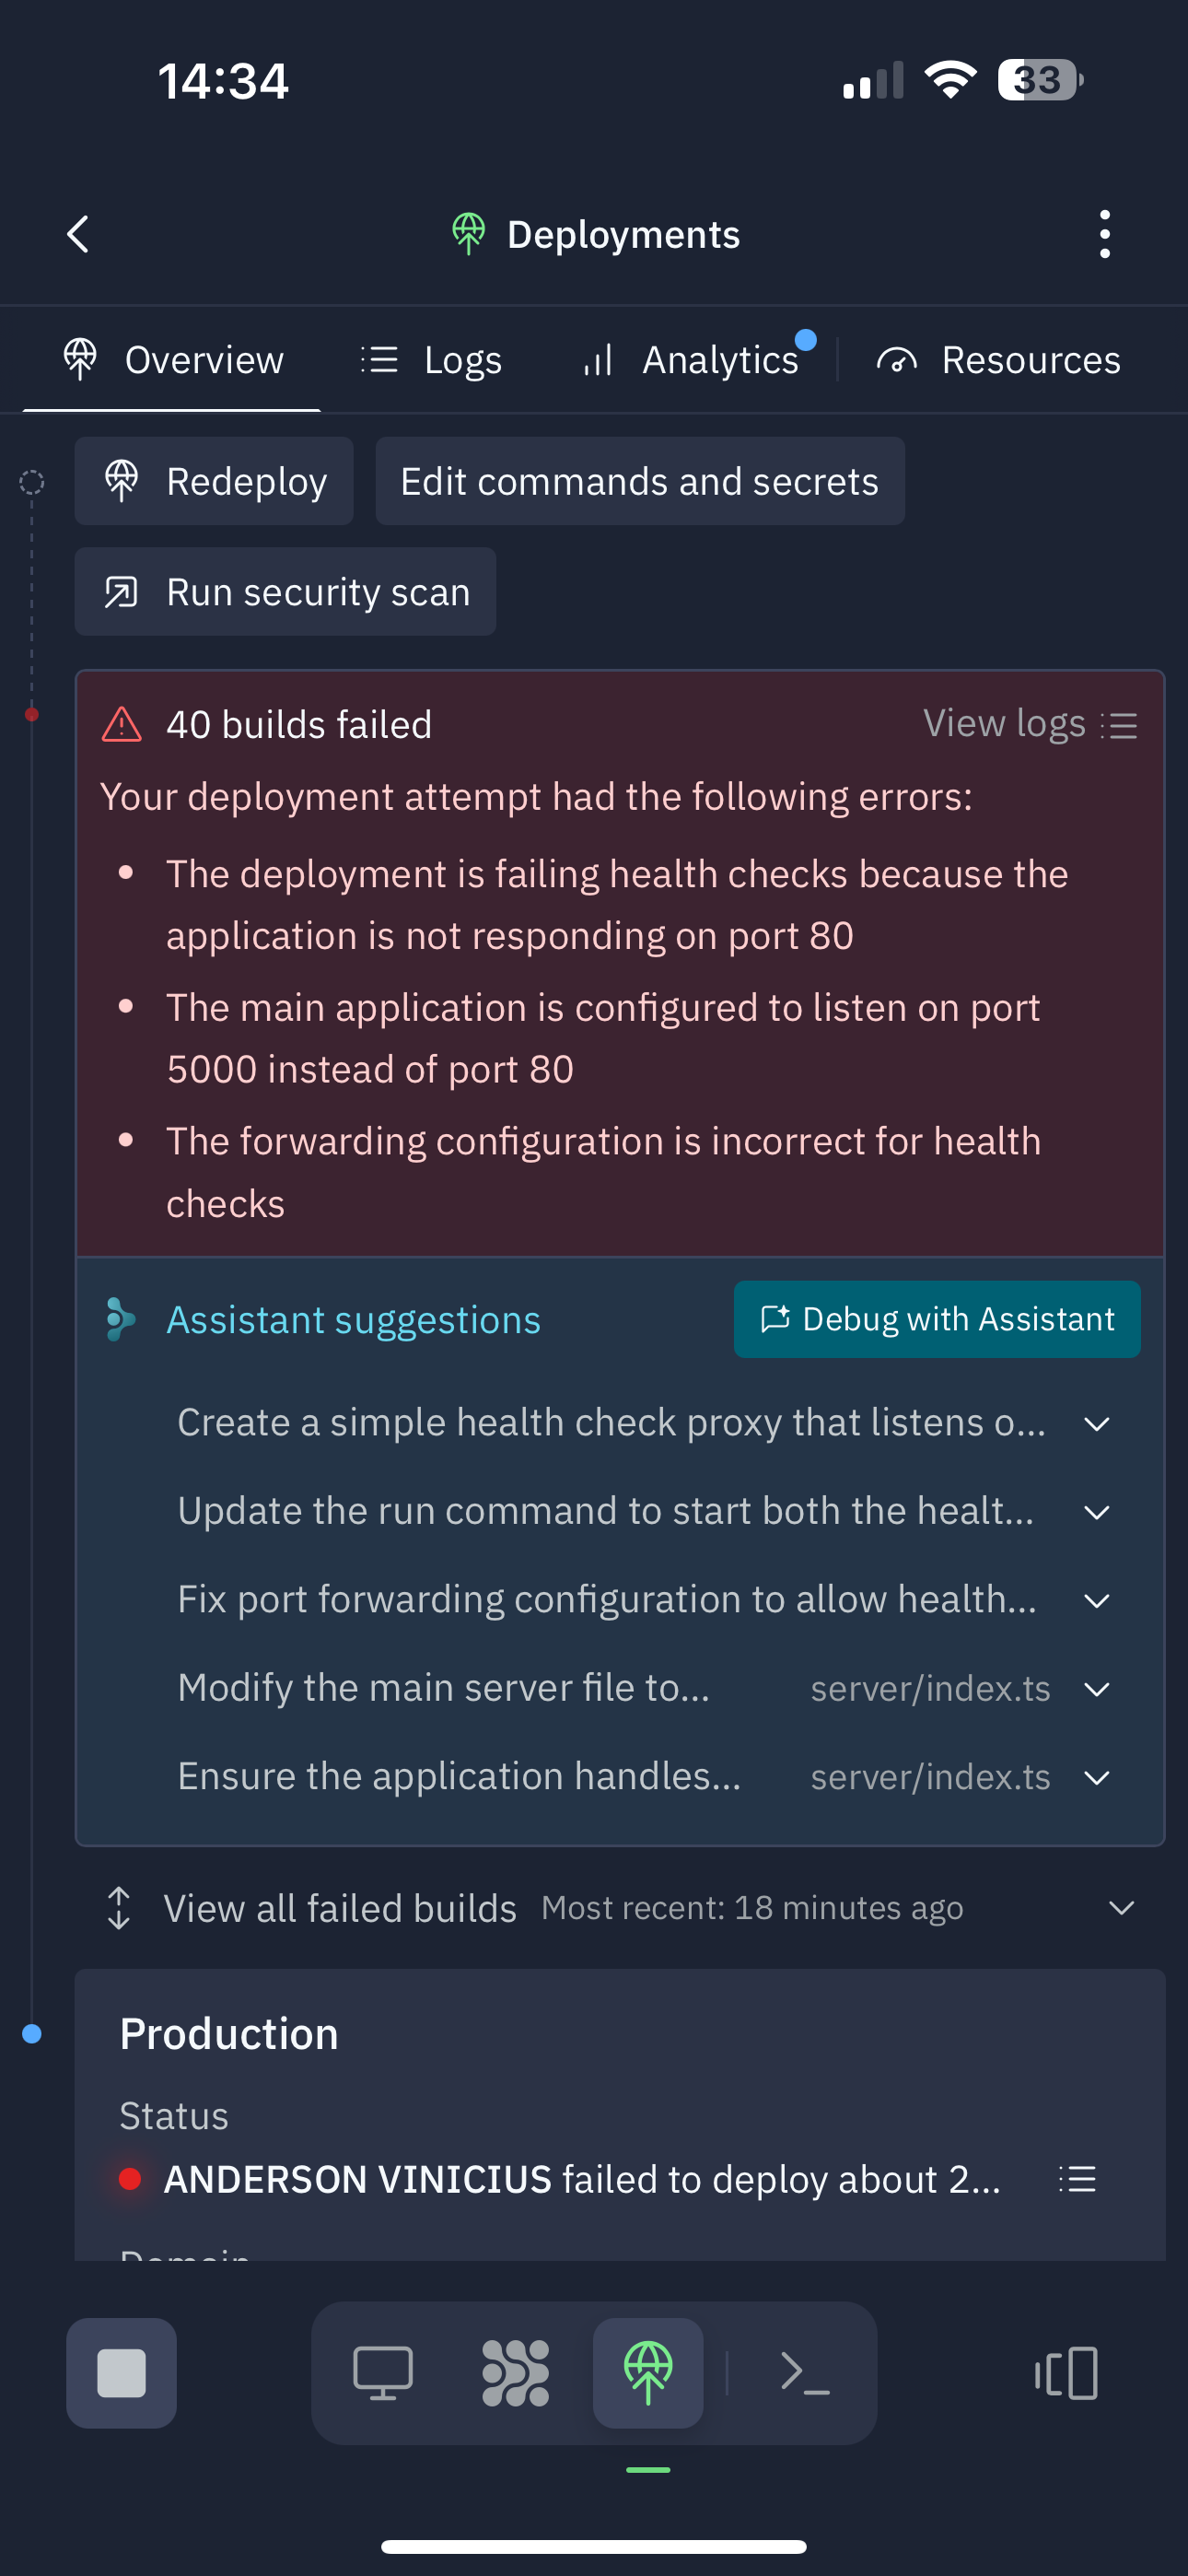 14:34
33
Deployments
Overview
Logs
Analytics
Resources
Redeploy
Edit commands and secrets
Run security scan
40 builds failed
View logs
Your deployment attempt had the following errors:
• The deployment is failing health checks because the
application is not responding on port 80
• The main application is configured to listen on port
5000 instead of port 80
• The forwarding configuration is incorrect for health
checks
Assistant suggestions
Debug with Assistant
Create a simple health check proxy that listens o...
Update the run command to start both the healt...
Fix port forwarding configuration to allow health...
Modify the main server file to... server/index.ts
Ensure the application handles... server/index.ts
View all failed builds Most recent: 18 minutes ago
Production
Status
ANDERSON VINICIUS failed to deploy about 2...